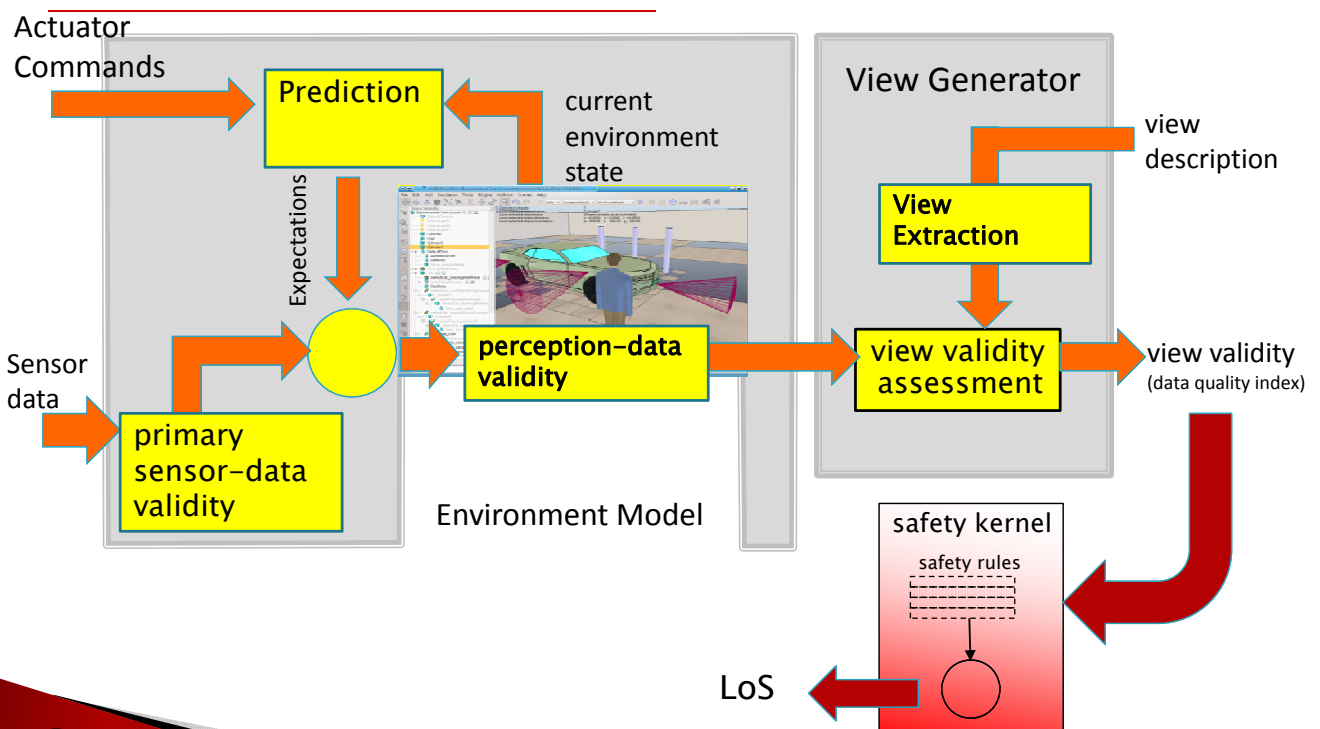 Actuator
Commands
Prediction
current
environment
state
Expectations
Sensor
data
primary
sensor-data
validity
perception-data
validity
Environment Model
View Generator
view
description
View
Extraction
view validity
assessment
view validity
(data quality index)
safety kernel
safety rules
LoS